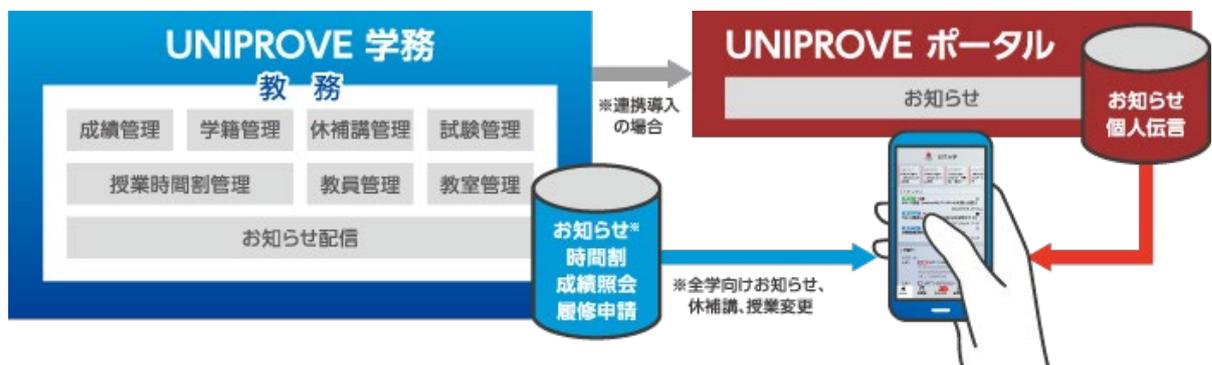 UNIPROVE 学務
教 務
成績管理
学籍管理
休補講管理
試験管理
授業時間割管理
教員管理
教室管理
お知らせ配信
お知らせ※
時間割
成績照会
履修申請
※連携導入
の場合
UNIPROVE ポータル
お知らせ
お知らせ
個人伝言
※全学向けお知らせ、
休補講、授業変更